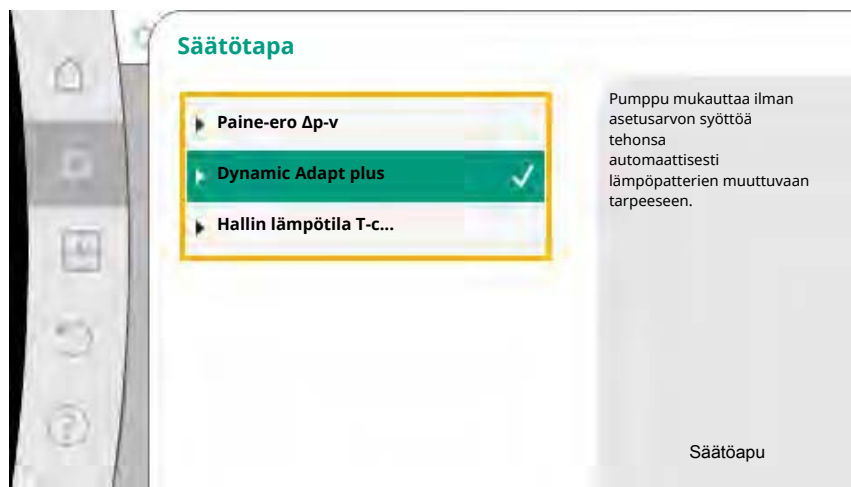 Säätötapa
Paine-ero Δp-v
Dynamic Adapt plus
Hallin lämpötila T-c...
Pumppu mukauttaa ilman
asetusarvon syöttöä
tehonsa
automaattisesti
lämpöpatterien muuttuvaan
tarpeeseen.
Säätöapu